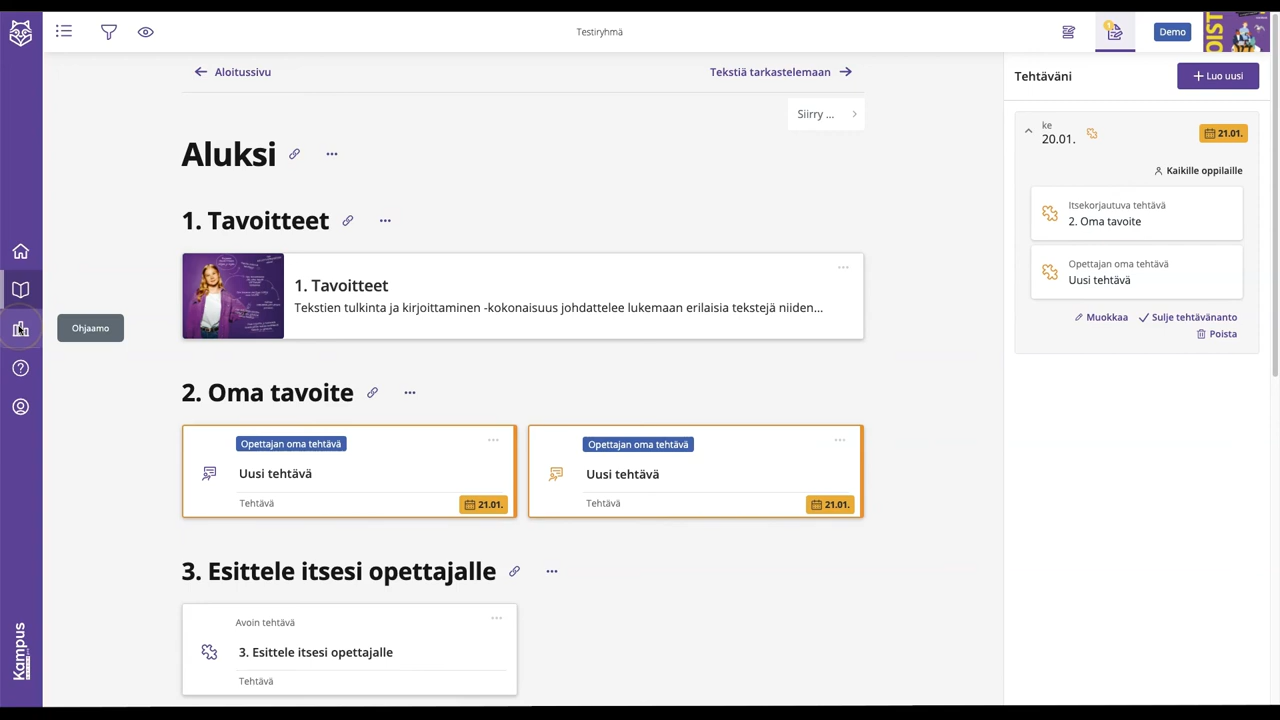 Testiryhmä
1
Demo
OIST
Aloitussivu
Tekstiä tarkastelemaan
Siirry ...
Aluksi
1. Tavoitteet
1. Tavoitteet
Tekstien tulkinta ja kirjoittaminen -kokonaisuus johdattelee lukemaan erilaisia tekstejä niiden...
Ohjaamo
2. Oma tavoite
Opettajan oma tehtävä
Uusi tehtävä
Tehtävä
21.01.
Opettajan oma tehtävä
Uusi tehtävä
Tehtävä
21.01.
3. Esittele itsesi opettajalle
Avoin tehtävä
3. Esittele itsesi opettajalle
Tehtävä
Kampus
Tehtäväni
Luo uusi
ke
20.01.
21.01.
Kaikille oppilaille
Itsekorjautuva tehtävä
2. Oma tavoite
Opettajan oma tehtävä
Uusi tehtävä
Muokkaa
Sulje tehtävänanto
Poista